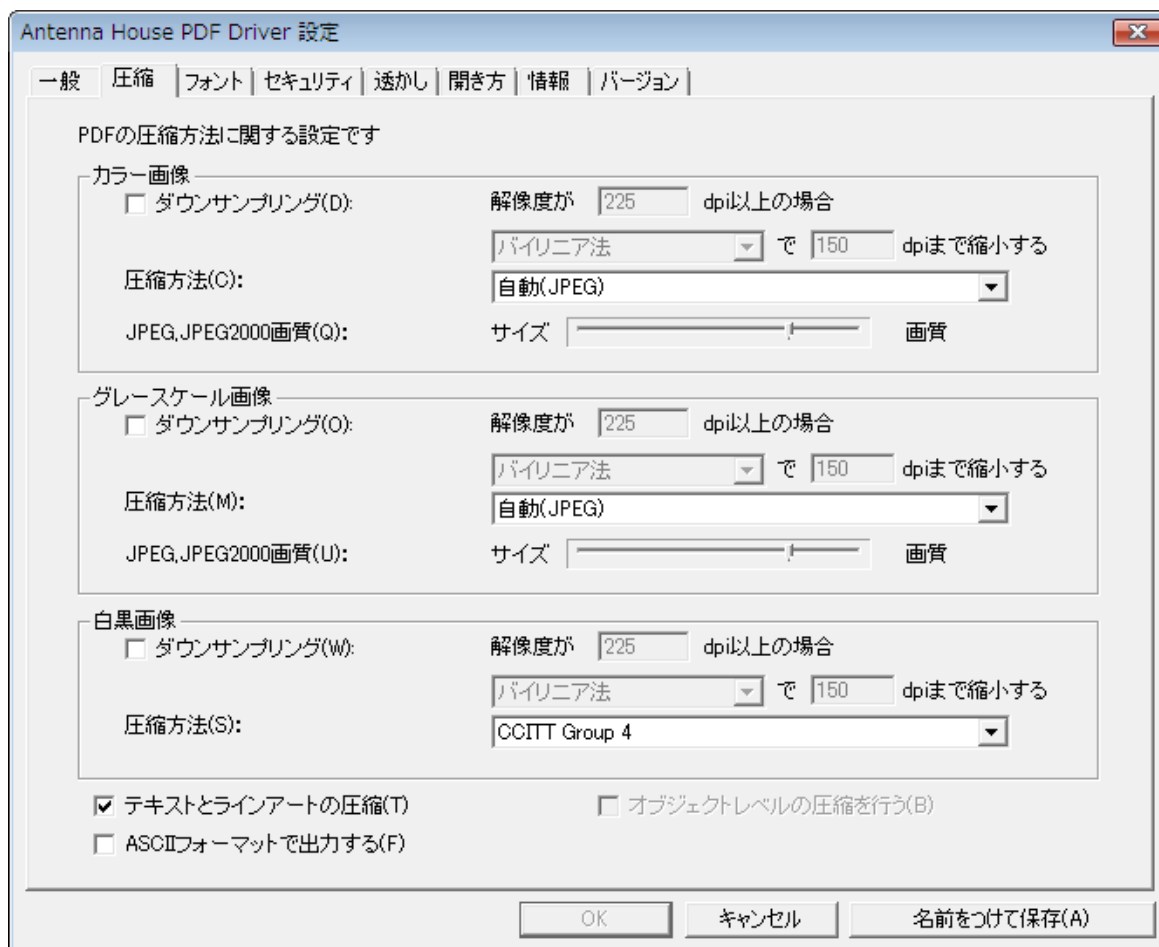 Antenna House PDF Driver 設定
一般 圧縮 フォント セキュリティ 透かし 開き方 情報 バージョン
PDFの圧縮方法に関する設定です
カラー画像
ダウンサンプリング(D): 解像度が 225 dpi以上の場合
バイリニア法 で 150 dpiまで縮小する
圧縮方法(C): 自動(JPEG)
JPEG,JPEG2000画質(Q): サイズ 画質
グレースケール画像
ダウンサンプリング(O): 解像度が 225 dpi以上の場合
バイリニア法 で 150 dpiまで縮小する
圧縮方法(M): 自動(JPEG)
JPEG,JPEG2000画質(U): サイズ 画質
白黒画像
ダウンサンプリング(W): 解像度が 225 dpi以上の場合
バイリニア法 で 150 dpiまで縮小する
圧縮方法(S): CCITT Group 4
テキストとラインアートの圧縮(T) オブジェクトレベルの圧縮を行う(B)
ASCIIフォーマットで出力する(F)
OK キャンセル 名前をつけて保存(A)